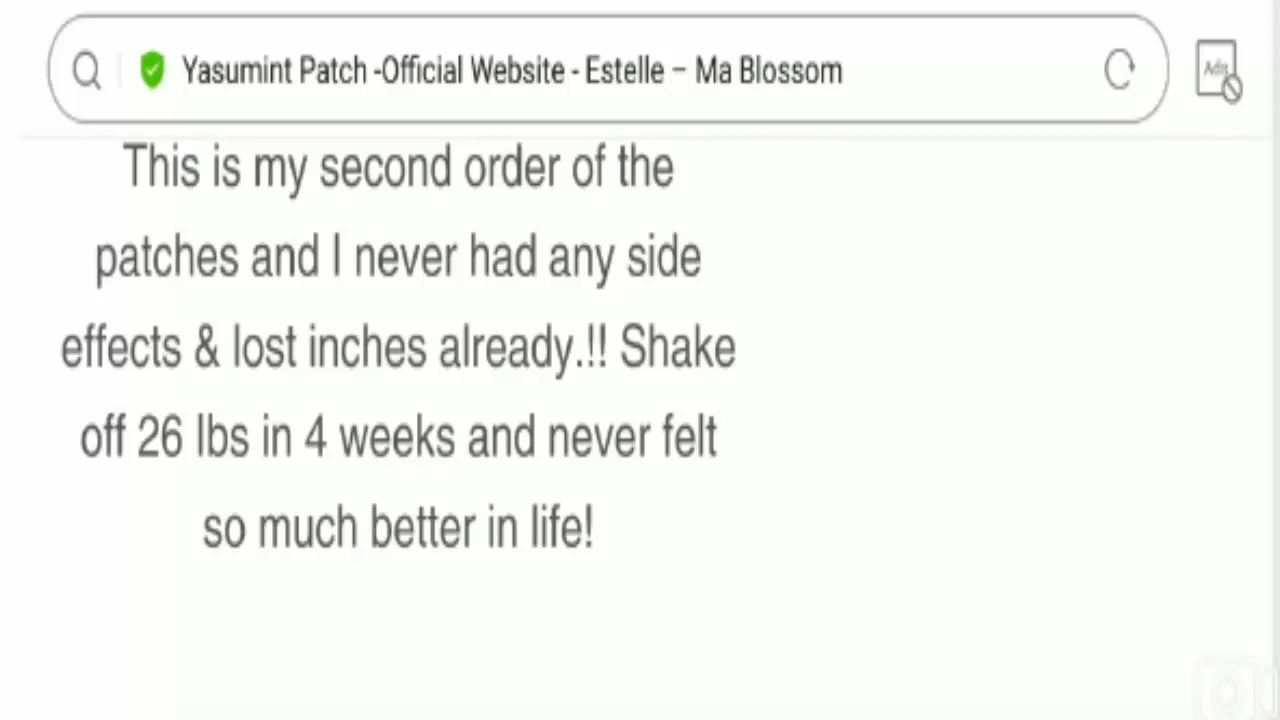 Yasumint Patch -Official Website - Estelle – Ma Blossom
Adn
This is my second order of the
patches and I never had any side
effects & lost inches already.!! Shake
off 26 lbs in 4 weeks and never felt
so much better in life!